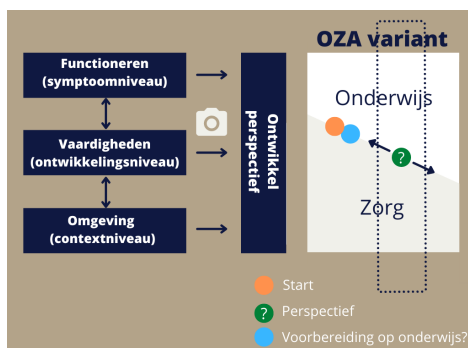 OZA variant
Functioneren
(symptoomniveau)
Vaardigheden
(ontwikkelingsniveau)
Omgeving
(contextniveau)
Ontwikkel
perspectief
Onderwijs
?
Zorg
Start
? Perspectief
Voorbereiding op onderwijs?